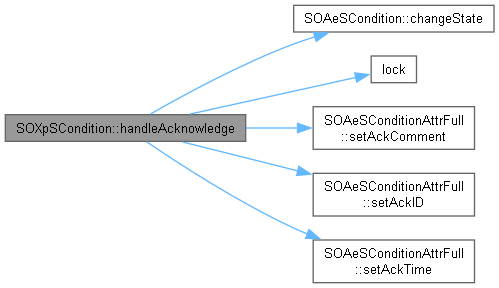 SOAeSCondition::changeState
lock
SOXpSCondition::handleAcknowledge
SOAeSConditionAttrFull
::setAckComment
SOAeSConditionAttrFull
::setAckID
SOAeSConditionAttrFull
::setAckTime